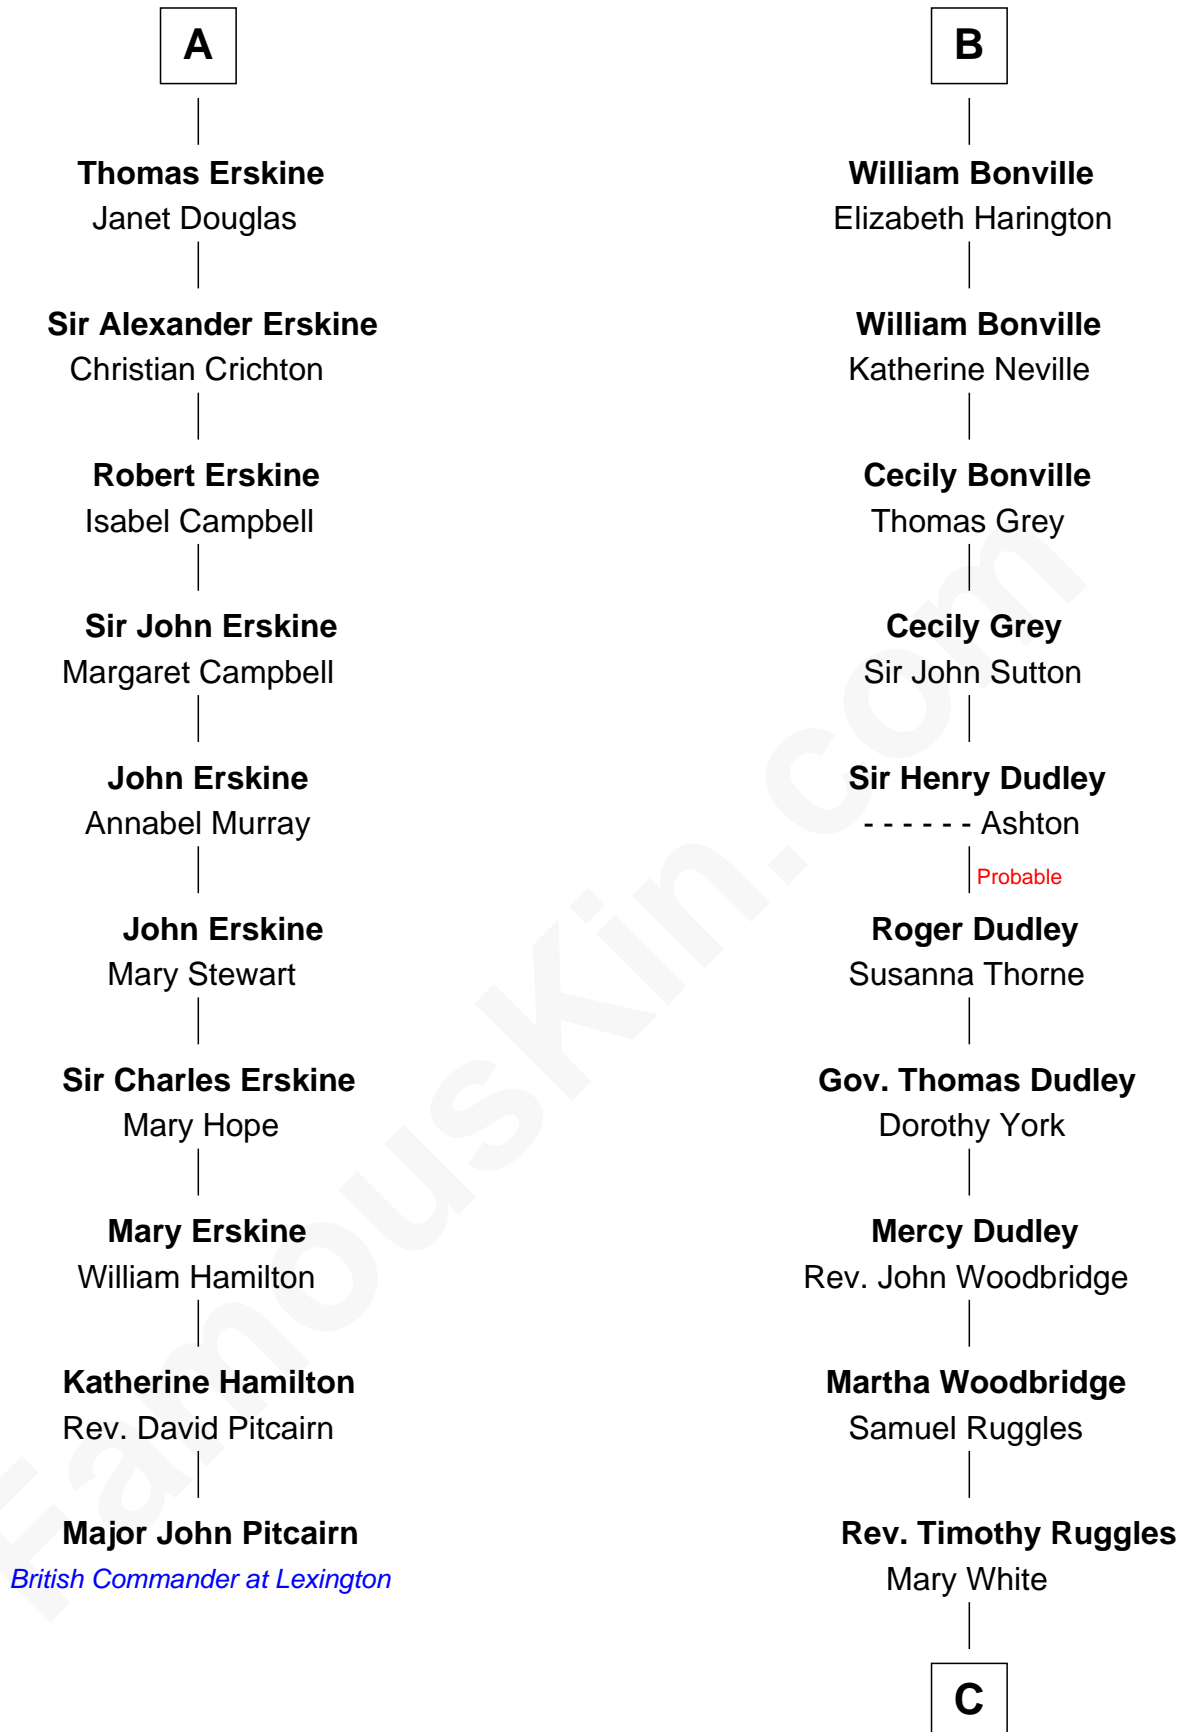 A
Thomas Erskine
Janet Douglas
Sir Alexander Erskine
Christian Crichton
Robert Erskine
Isabel Campbell
Sir John Erskine
Margaret Campbell
John Erskine
Annabel Murray
John Erskine
Mary Stewart
Sir Charles Erskine
Mary Hope
Mary Erskine
William Hamilton
Katherine Hamilton
Rev. David Pitcairn
Major John Pitcairn
British Commander at Lexington
B
William Bonville
Elizabeth Harington
William Bonville
Katherine Neville
Cecily Bonville
Thomas Grey
Cecily Grey
Sir John Sutton
Sir Henry Dudley
- - - - - - Ashton
Probable
Roger Dudley
Susanna Thorne
Gov. Thomas Dudley
Dorothy York
Mercy Dudley
Rev. John Woodbridge
Martha Woodbridge
Samuel Ruggles
Rev. Timothy Ruggles
Mary White
C
FamousKin.com